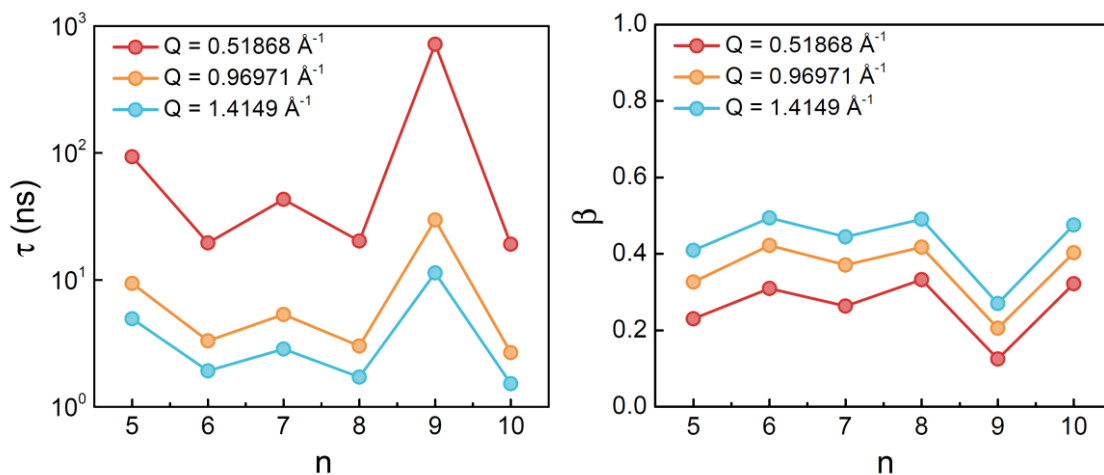 10³
10²
10¹
10⁰
τ (ns)
Q = 0.51868 Å⁻¹
Q = 0.96971 Å⁻¹
Q = 1.4149 Å⁻¹
5 6 7 8 9 10
n
1.0
0.8
0.6
0.4
0.2
0.0
β
Q = 0.51868 Å⁻¹
Q = 0.96971 Å⁻¹
Q = 1.4149 Å⁻¹
5 6 7 8 9 10
n